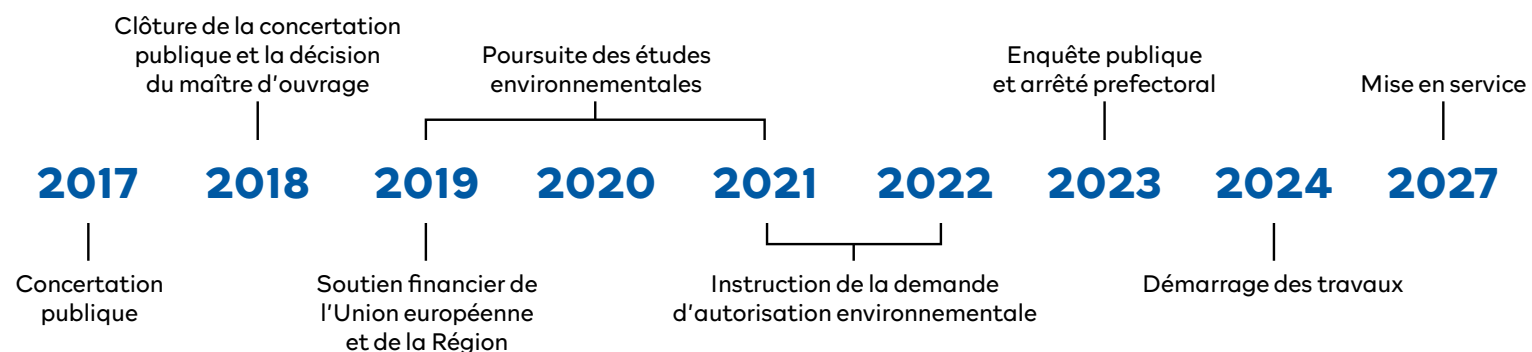 Clôture de la concertation
publique et la décision
du maître d'ouvrage
Poursuite des études
environnementales
Enquête publique
et arrêté prefectoral
Mise en service
2017 2018 2019 2020 2021 2022 2023 2024 2027
Concertation
publique
Soutien financier de
l'Union européenne
et de la Région
Instruction de la demande
d'autorisation environnementale
Démarrage des travaux